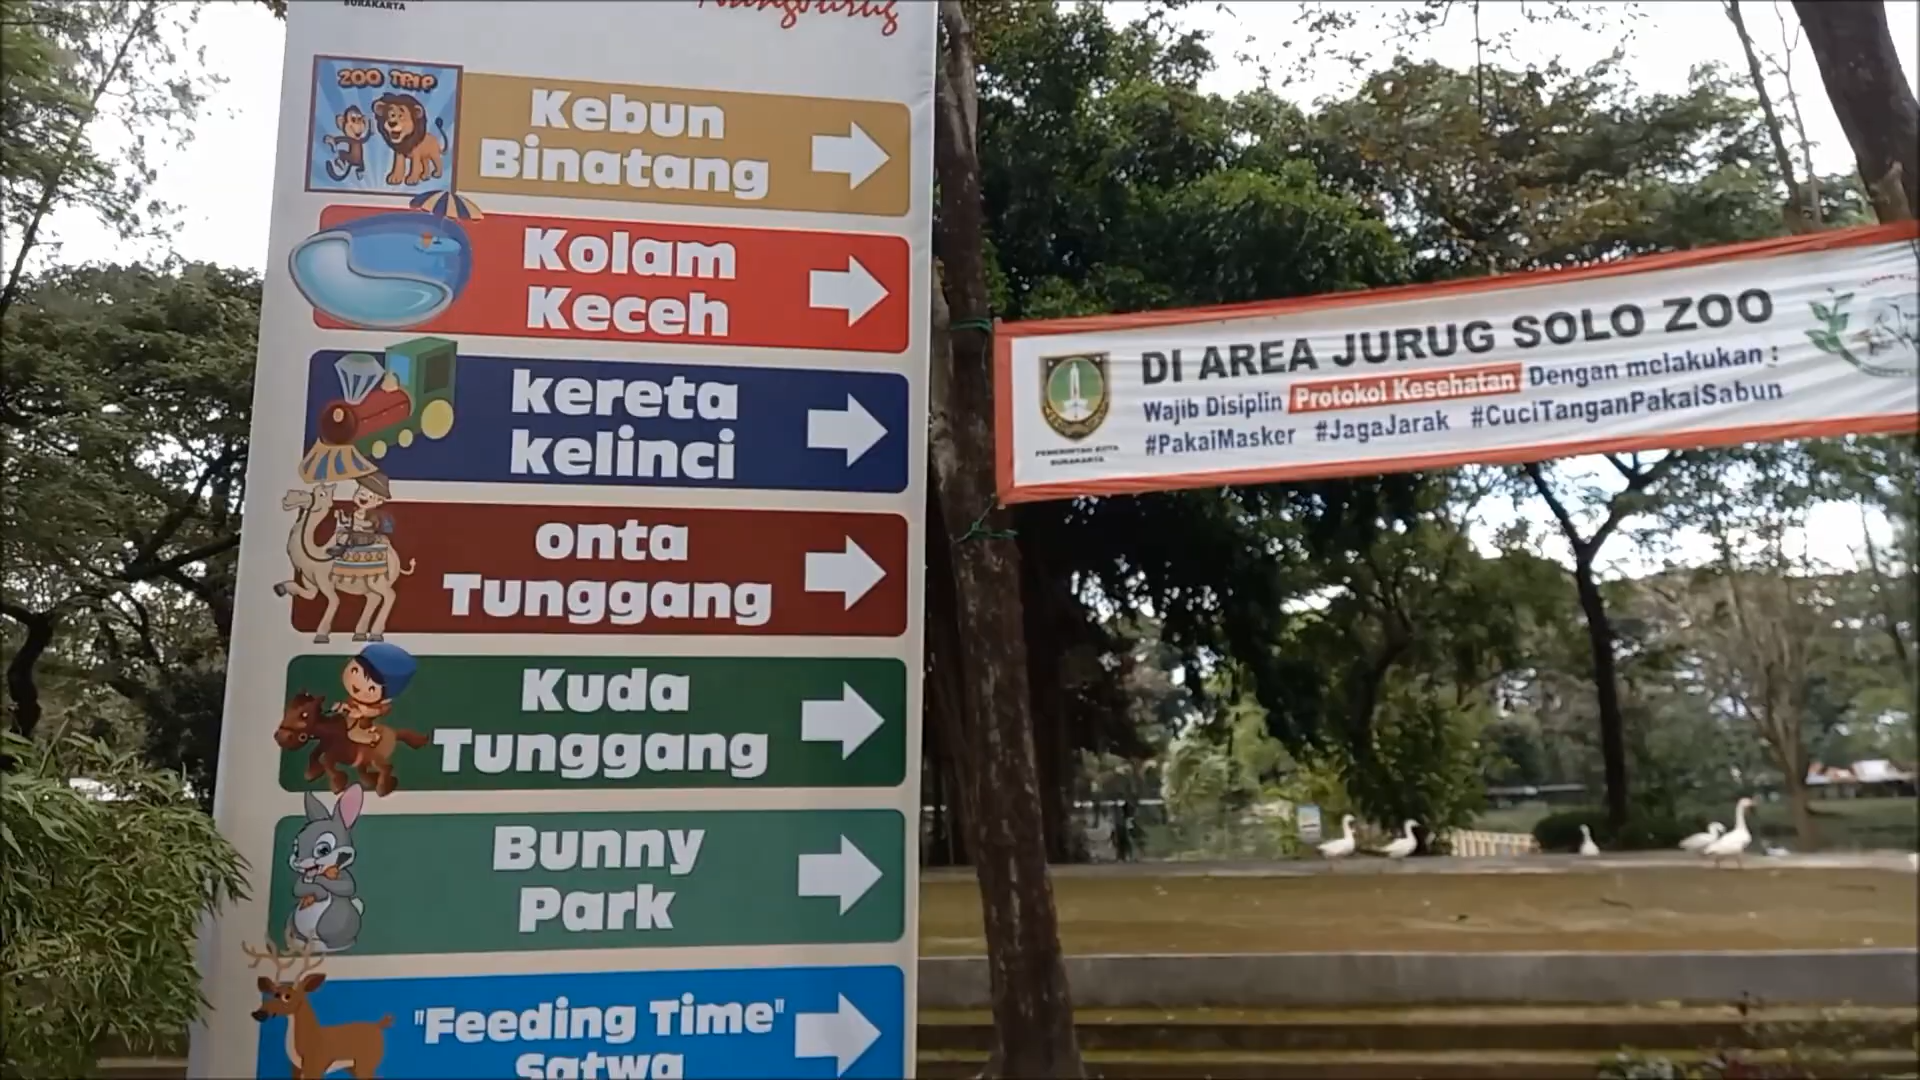 SURAKARTA
ZOO TRIP
Kebun
Binatang
Kolam
Keceh
kereta
kelinci
onta
Tunggang
Kuda
Tunggang
Bunny
Park
"Feeding Time"
Satwa
DI AREA JURUG SOLO ZOO
Wajib Disiplin Protokol Kesehatan Dengan melakukan :
#PakaiMasker #JagaJarak #CuciTanganPakaiSabun
PEMERINTAH KOTA
SURAKARTA